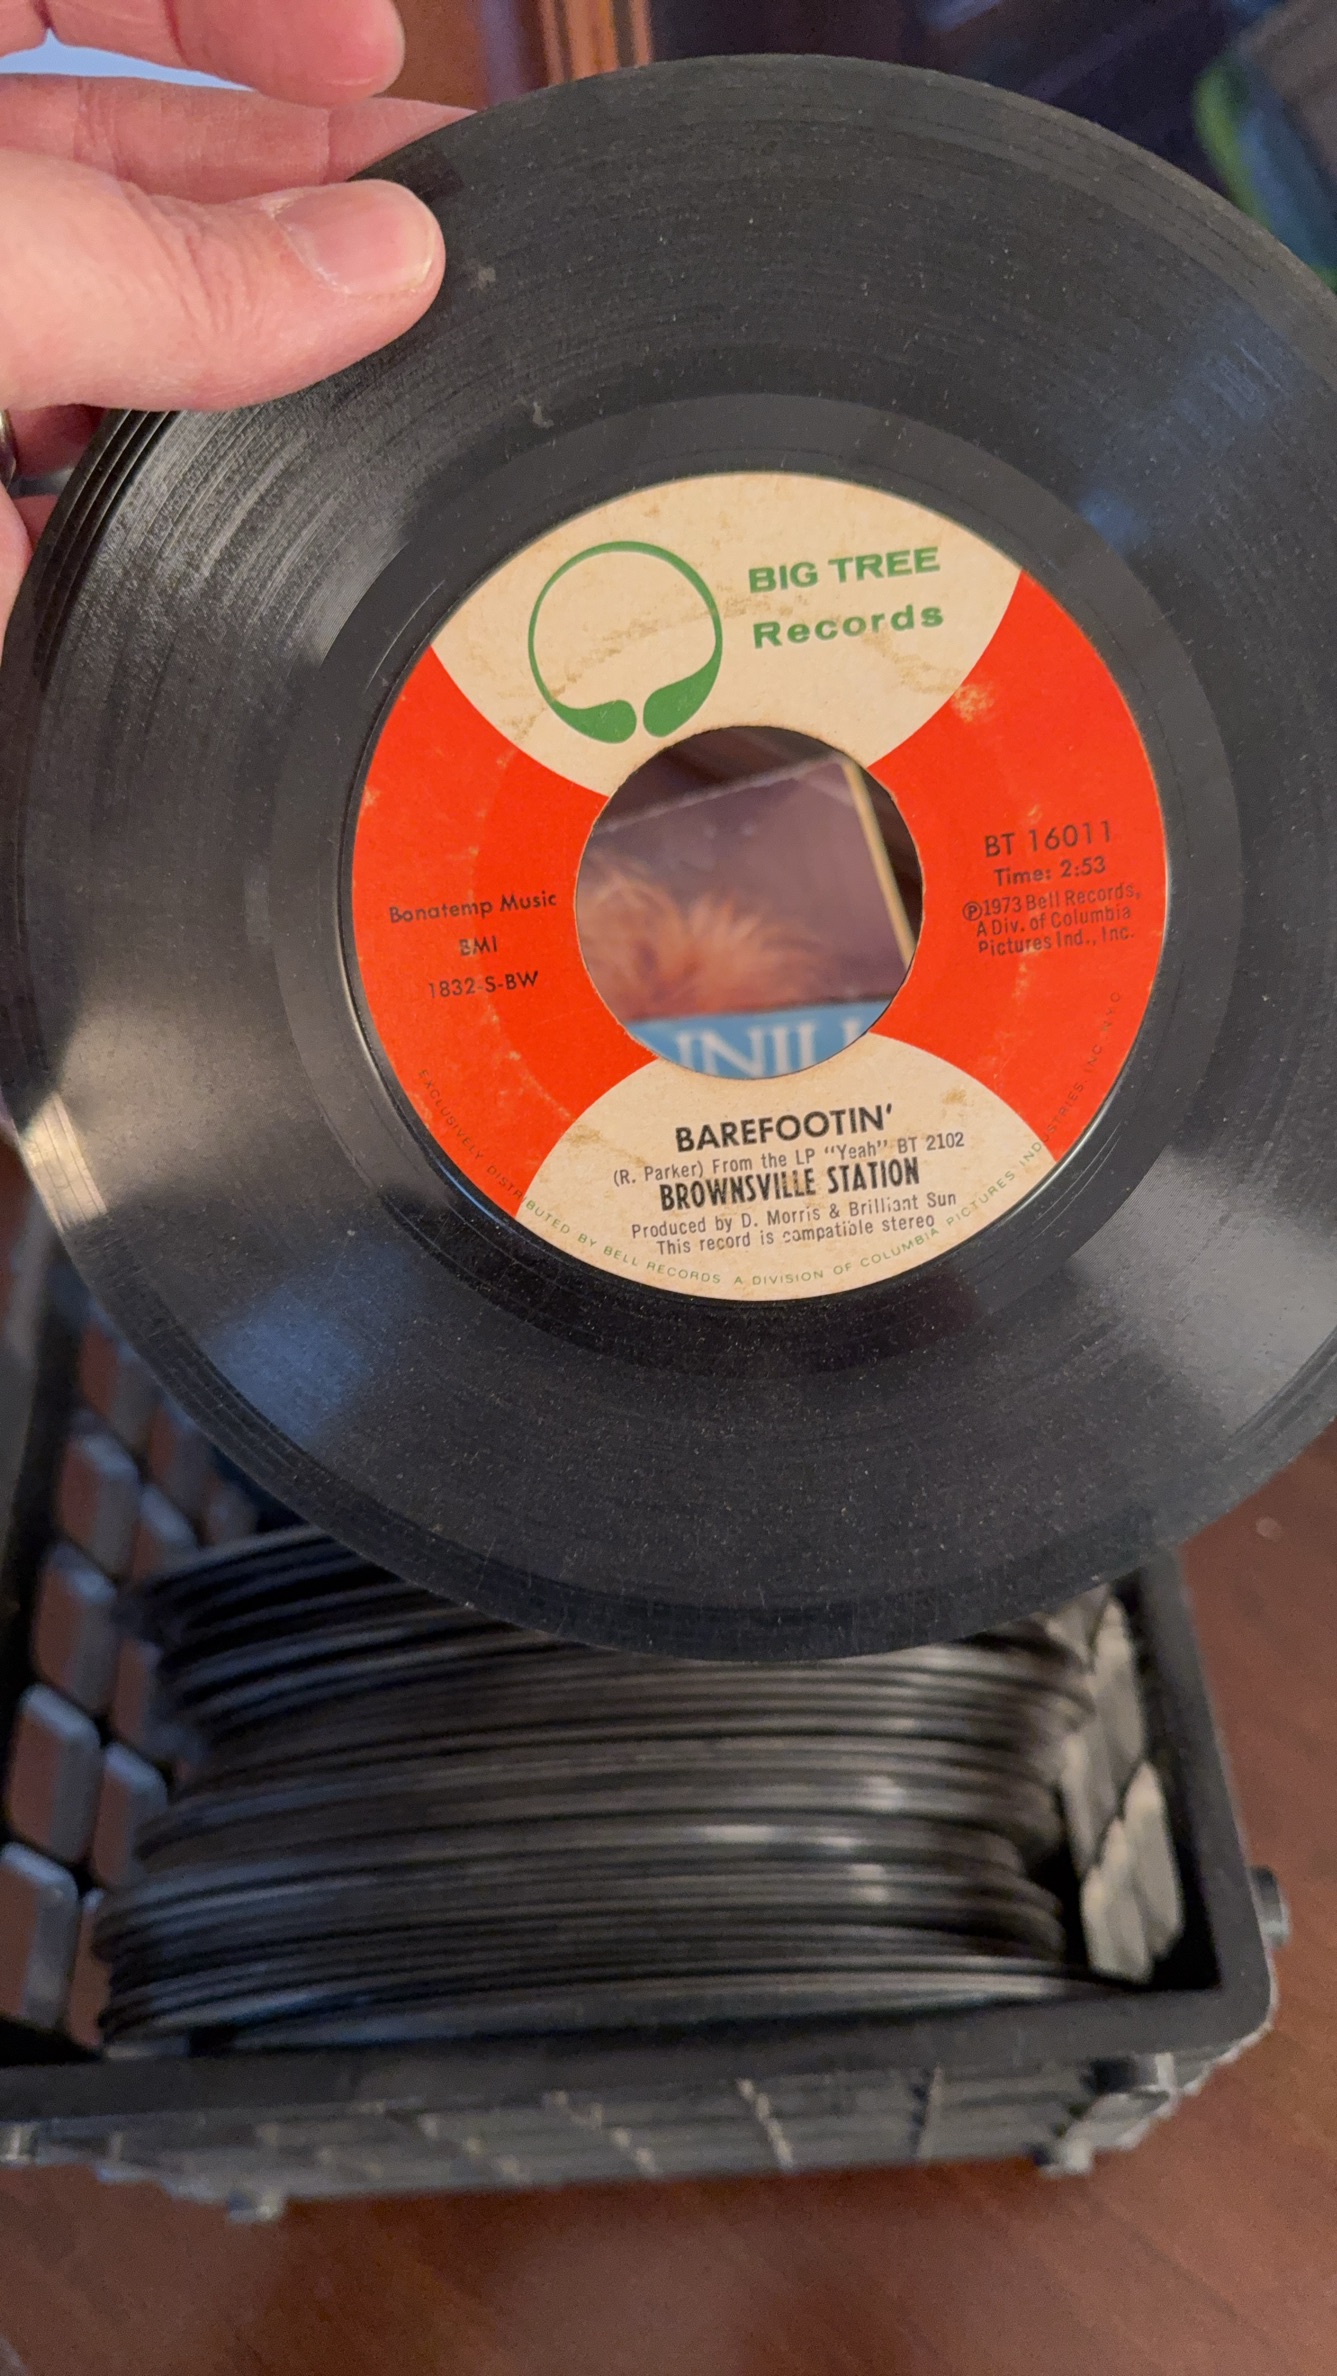 BIG TREE
Records
Bonatemp Music
BMI
1832-S-BW
BT 16011
Time: 2:53
℗1973 Bell Records,
A Div. of Columbia
Pictures Ind., Inc.
BAREFOOTIN'
(R. Parker) From the LP "Yeah" BT 2102
BROWNSVILLE STATION
Produced by D. Morris & Brilliant Sun
This record is compatible stereo
EXCLUSIVELY DISTRIBUTED BY BELL RECORDS A DIVISION OF COLUMBIA PICTURES INDUSTRIES INC. N.Y.C.